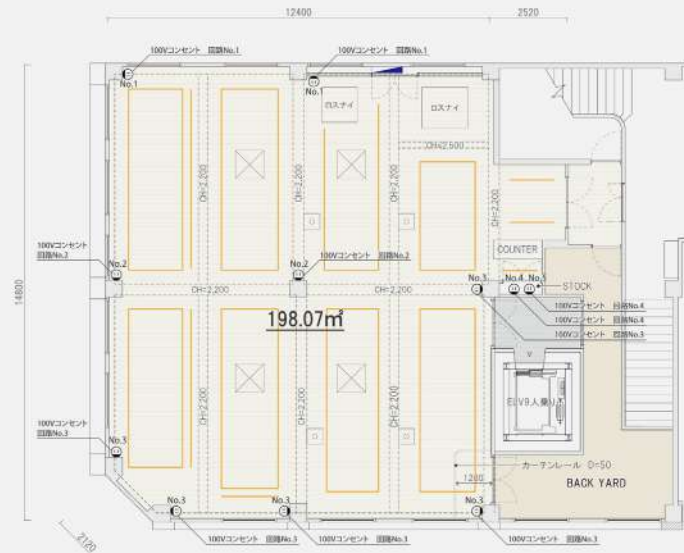 12400
2520
100Vコンセント 回路No.1
100Vコンセント 回路No.1
No.1
No.1
ロスナイ
ロスナイ
CH=2,500
CH=2,200
CH=2,200
CH=2,200
CH=2,200
14800
100Vコンセント
回路No.2
No.2
100Vコンセント 回路No.2
No.2
COUNTER
No.3
No.4
STOCK
CH=2,200
CH=2,200
100Vコンセント 回路No.4
100Vコンセント 回路No.4
100Vコンセント 回路No.3
198.07㎡
CH=2,200
CH=2,200
CH=2,200
100Vコンセント
回路No.3
No.3
カーテンレール D=50
1200
BACK YARD
No.3
No.3
No.3
100Vコンセント 回路No.3
100Vコンセント 回路No.3
100Vコンセント 回路No.3
2120